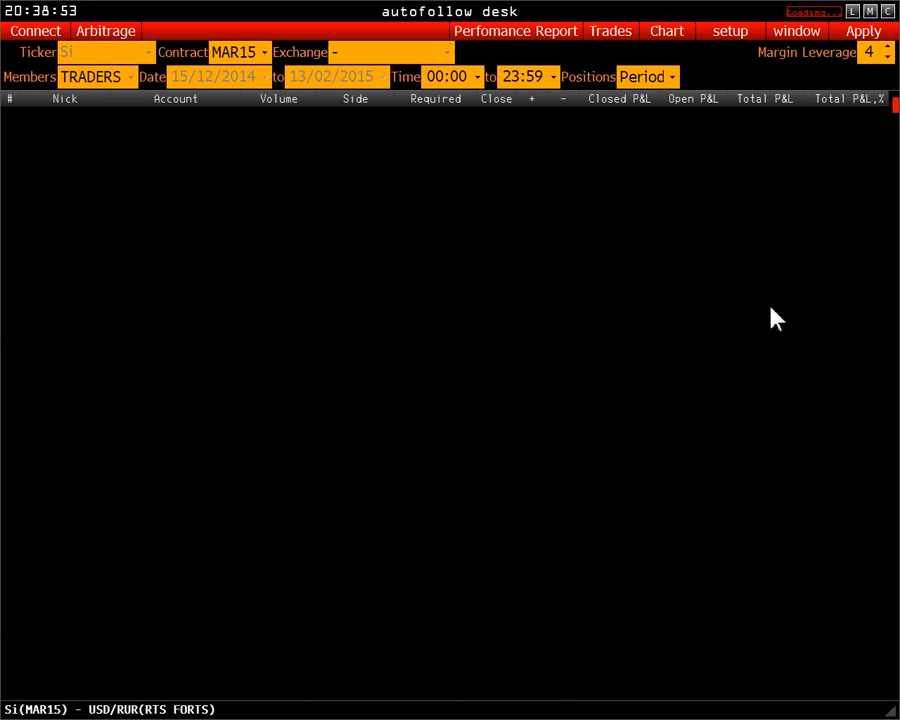 20:38:53 autofollow desk Loading... L M C
Connect Arbitrage Perfomance Report Trades Chart setup window Apply
Ticker Si Contract MAR15 Exchange - Margin Leverage 4
Members TRADERS Date 15/12/2014 to 13/02/2015 Time 00:00 to 23:59 Positions Period
# Nick Account Volume Side Required Close + - Closed P&L Open P&L Total P&L Total P&L,%
Si(MAR15) - USD/RUR(RTS FORTS)